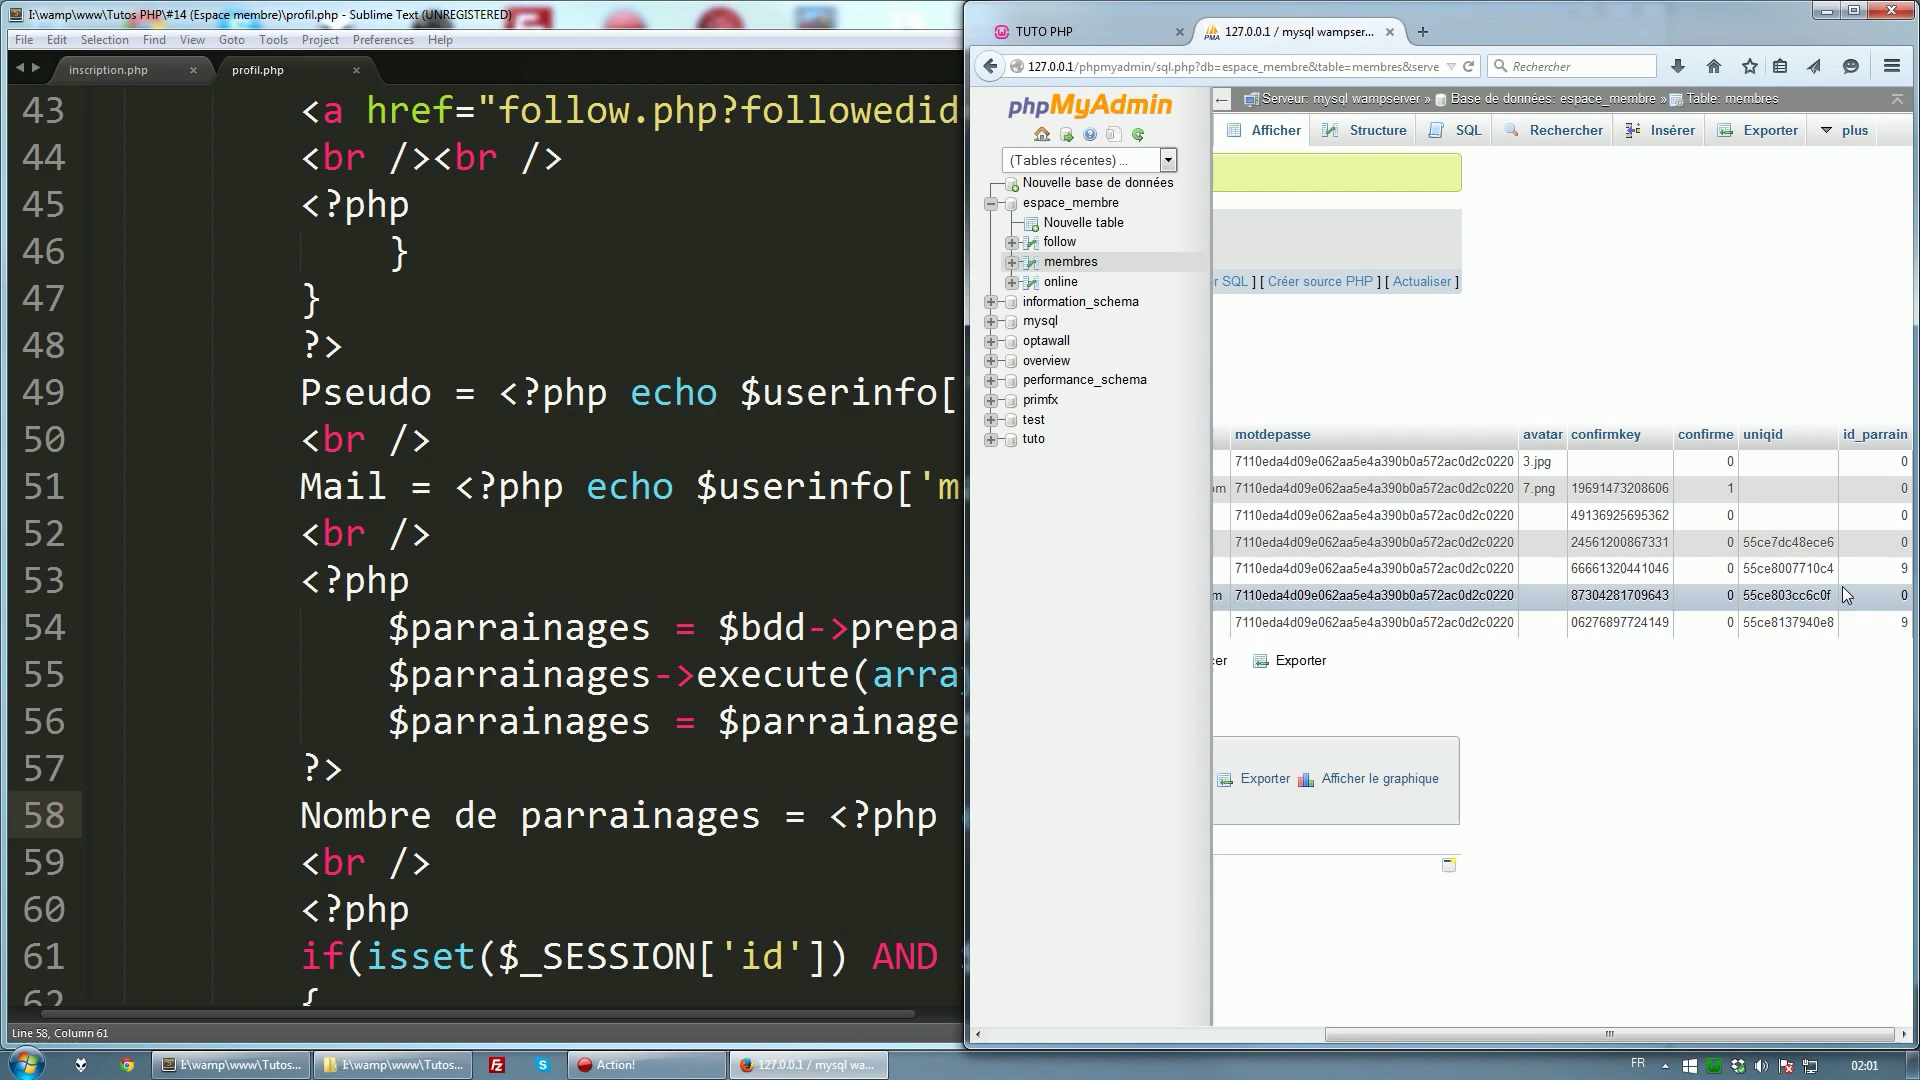 I:\wamp\www\Tutos PHP\#14 (Espace membre)\profil.php - Sublime Text (UNREGISTERED)
File Edit Selection Find View Goto Tools Project Preferences Help
inscription.php × profil.php ×
43 <a href="follow.php?followedid
44 <br /><br />
45 <?php
46 }
47 }
48 ?>
49 Pseudo = <?php echo $userinfo[
50 <br />
51 Mail = <?php echo $userinfo['m
52 <br />
53 <?php
54 $parrainages = $bdd->prepa
55 $parrainages->execute(arra
56 $parrainages = $parrainage
57 ?>
58 Nombre de parrainages = <?php
59 <br />
60 <?php
61 if(isset($_SESSION['id']) AND
62 {
Line 58, Column 61
TUTO PHP
127.0.0.1 / mysql wampser...
127.0.0.1/phpmyadmin/sql.php?db=espace_membre&table=membres&serve
Rechercher
phpMyAdmin
(Tables récentes) ...
Nouvelle base de données
espace_membre
Nouvelle table
follow
membres
online
information_schema
mysql
optawall
overview
performance_schema
primfx
test
tuto
Serveur: mysql wampserver » Base de données: espace_membre » Table: membres
Afficher Structure SQL Rechercher Insérer Exporter plus
r SQL ] [ Créer source PHP ] [ Actualiser ]
motdepasse avatar confirmkey confirme uniqid id_parrain
7110eda4d09e062aa5e4a390b0a572ac0d2c0220 3.jpg 0 0
om 7110eda4d09e062aa5e4a390b0a572ac0d2c0220 7.png 19691473208606 1 0
7110eda4d09e062aa5e4a390b0a572ac0d2c0220 49136925695362 0 0
7110eda4d09e062aa5e4a390b0a572ac0d2c0220 24561200867331 0 55ce7dc48ece6 0
7110eda4d09e062aa5e4a390b0a572ac0d2c0220 66661320441046 0 55ce8007710c4 9
m 7110eda4d09e062aa5e4a390b0a572ac0d2c0220 87304281709643 0 55ce803cc6c0f 0
7110eda4d09e062aa5e4a390b0a572ac0d2c0220 06276897724149 0 55ce8137940e8 9
cer Exporter
Exporter Afficher le graphique
I:\wamp\www\Tutos... I:\wamp\www\Tutos... Action! 127.0.0.1 / mysql wa...
FR 02:01